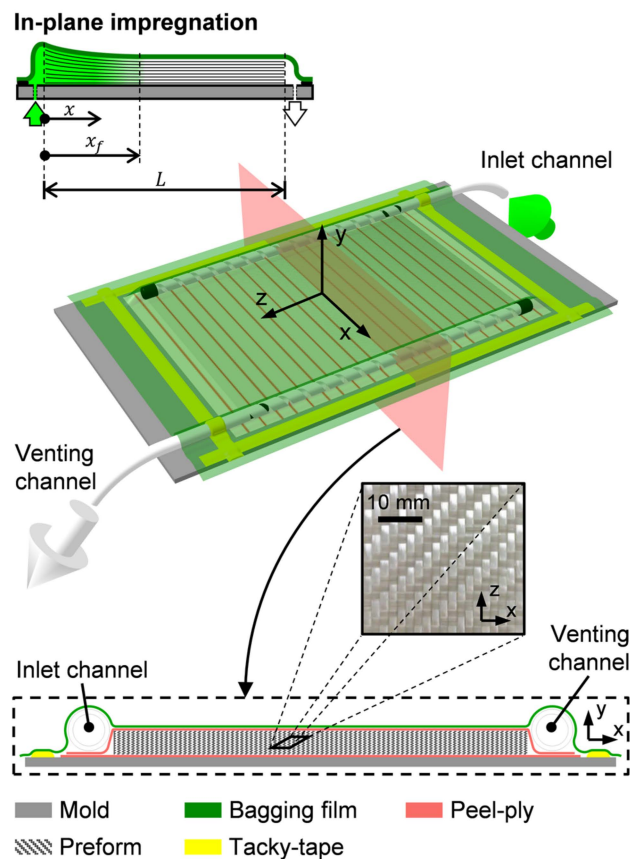 In-plane impregnation
x
x_f
L
Inlet channel
y
z
x
Venting
channel
10 mm
z
x
Inlet channel
Venting
channel
y
x
Mold
Bagging film
Peel-ply
Preform
Tacky-tape